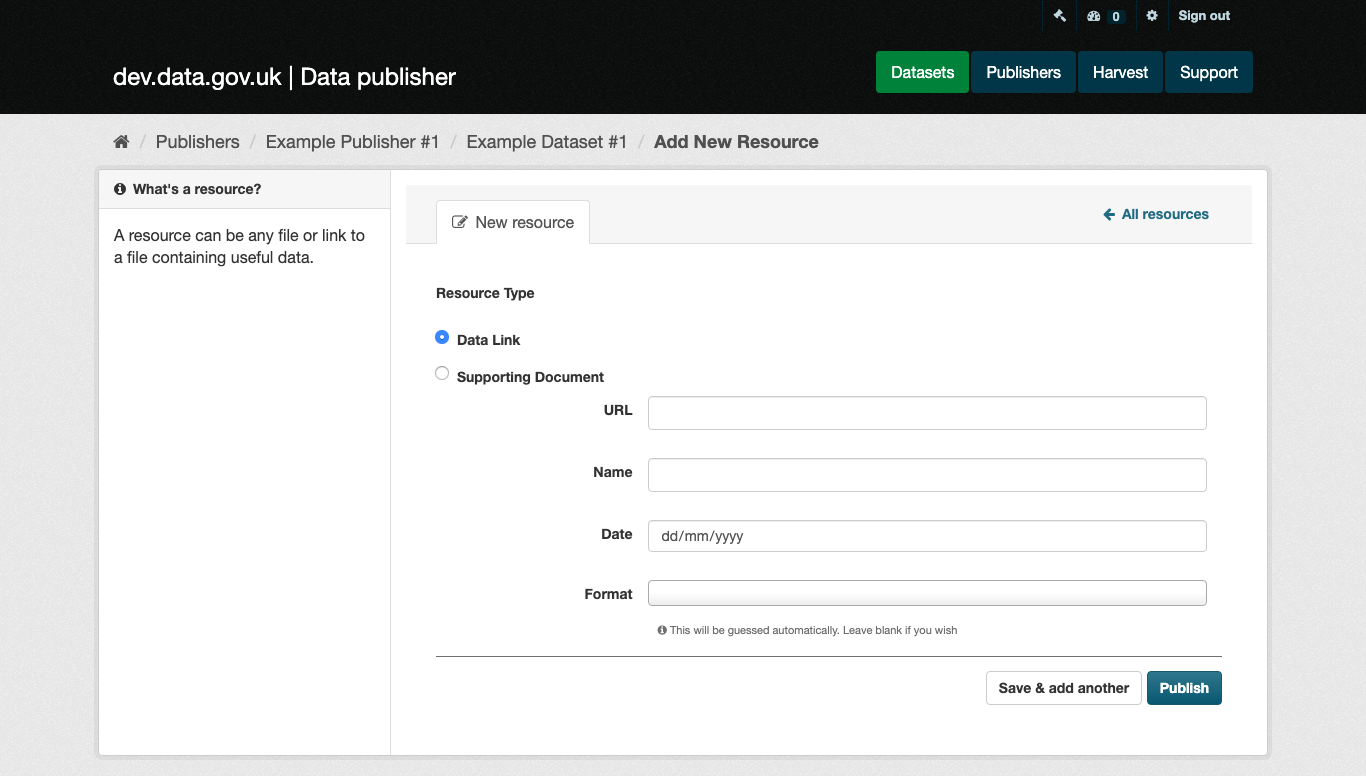 0 Sign out
dev.data.gov.uk | Data publisher
Datasets Publishers Harvest Support
/ Publishers / Example Publisher #1 / Example Dataset #1 / Add New Resource
What's a resource?
A resource can be any file or link to
a file containing useful data.
New resource
All resources
Resource Type
Data Link
Supporting Document
URL
Name
Date dd/mm/yyyy
Format
This will be guessed automatically. Leave blank if you wish
Save & add another Publish